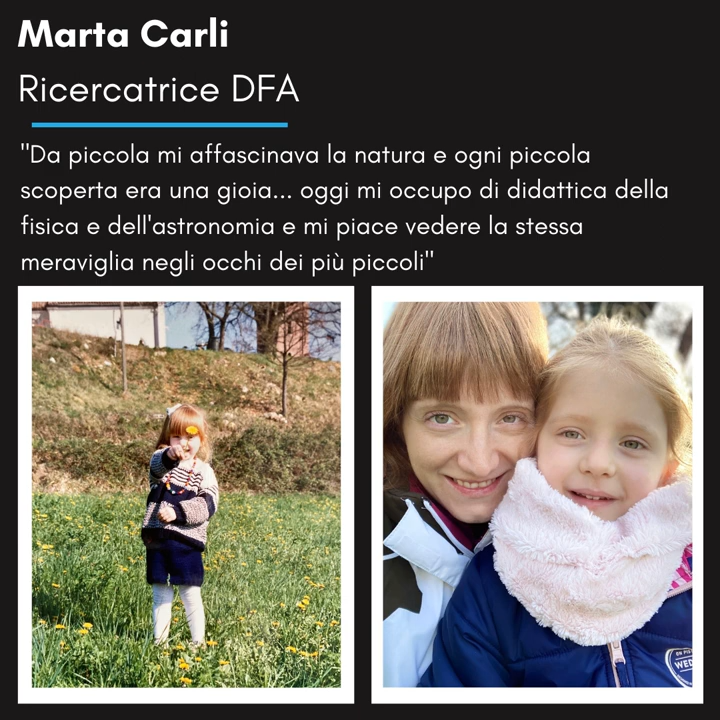 Marta Carli
Ricercatrice DFA
"Da piccola mi affascinava la natura e ogni piccola
scoperta era una gioia... oggi mi occupo di didattica della
fisica e dell'astronomia e mi piace vedere la stessa
meraviglia negli occhi dei più piccoli"